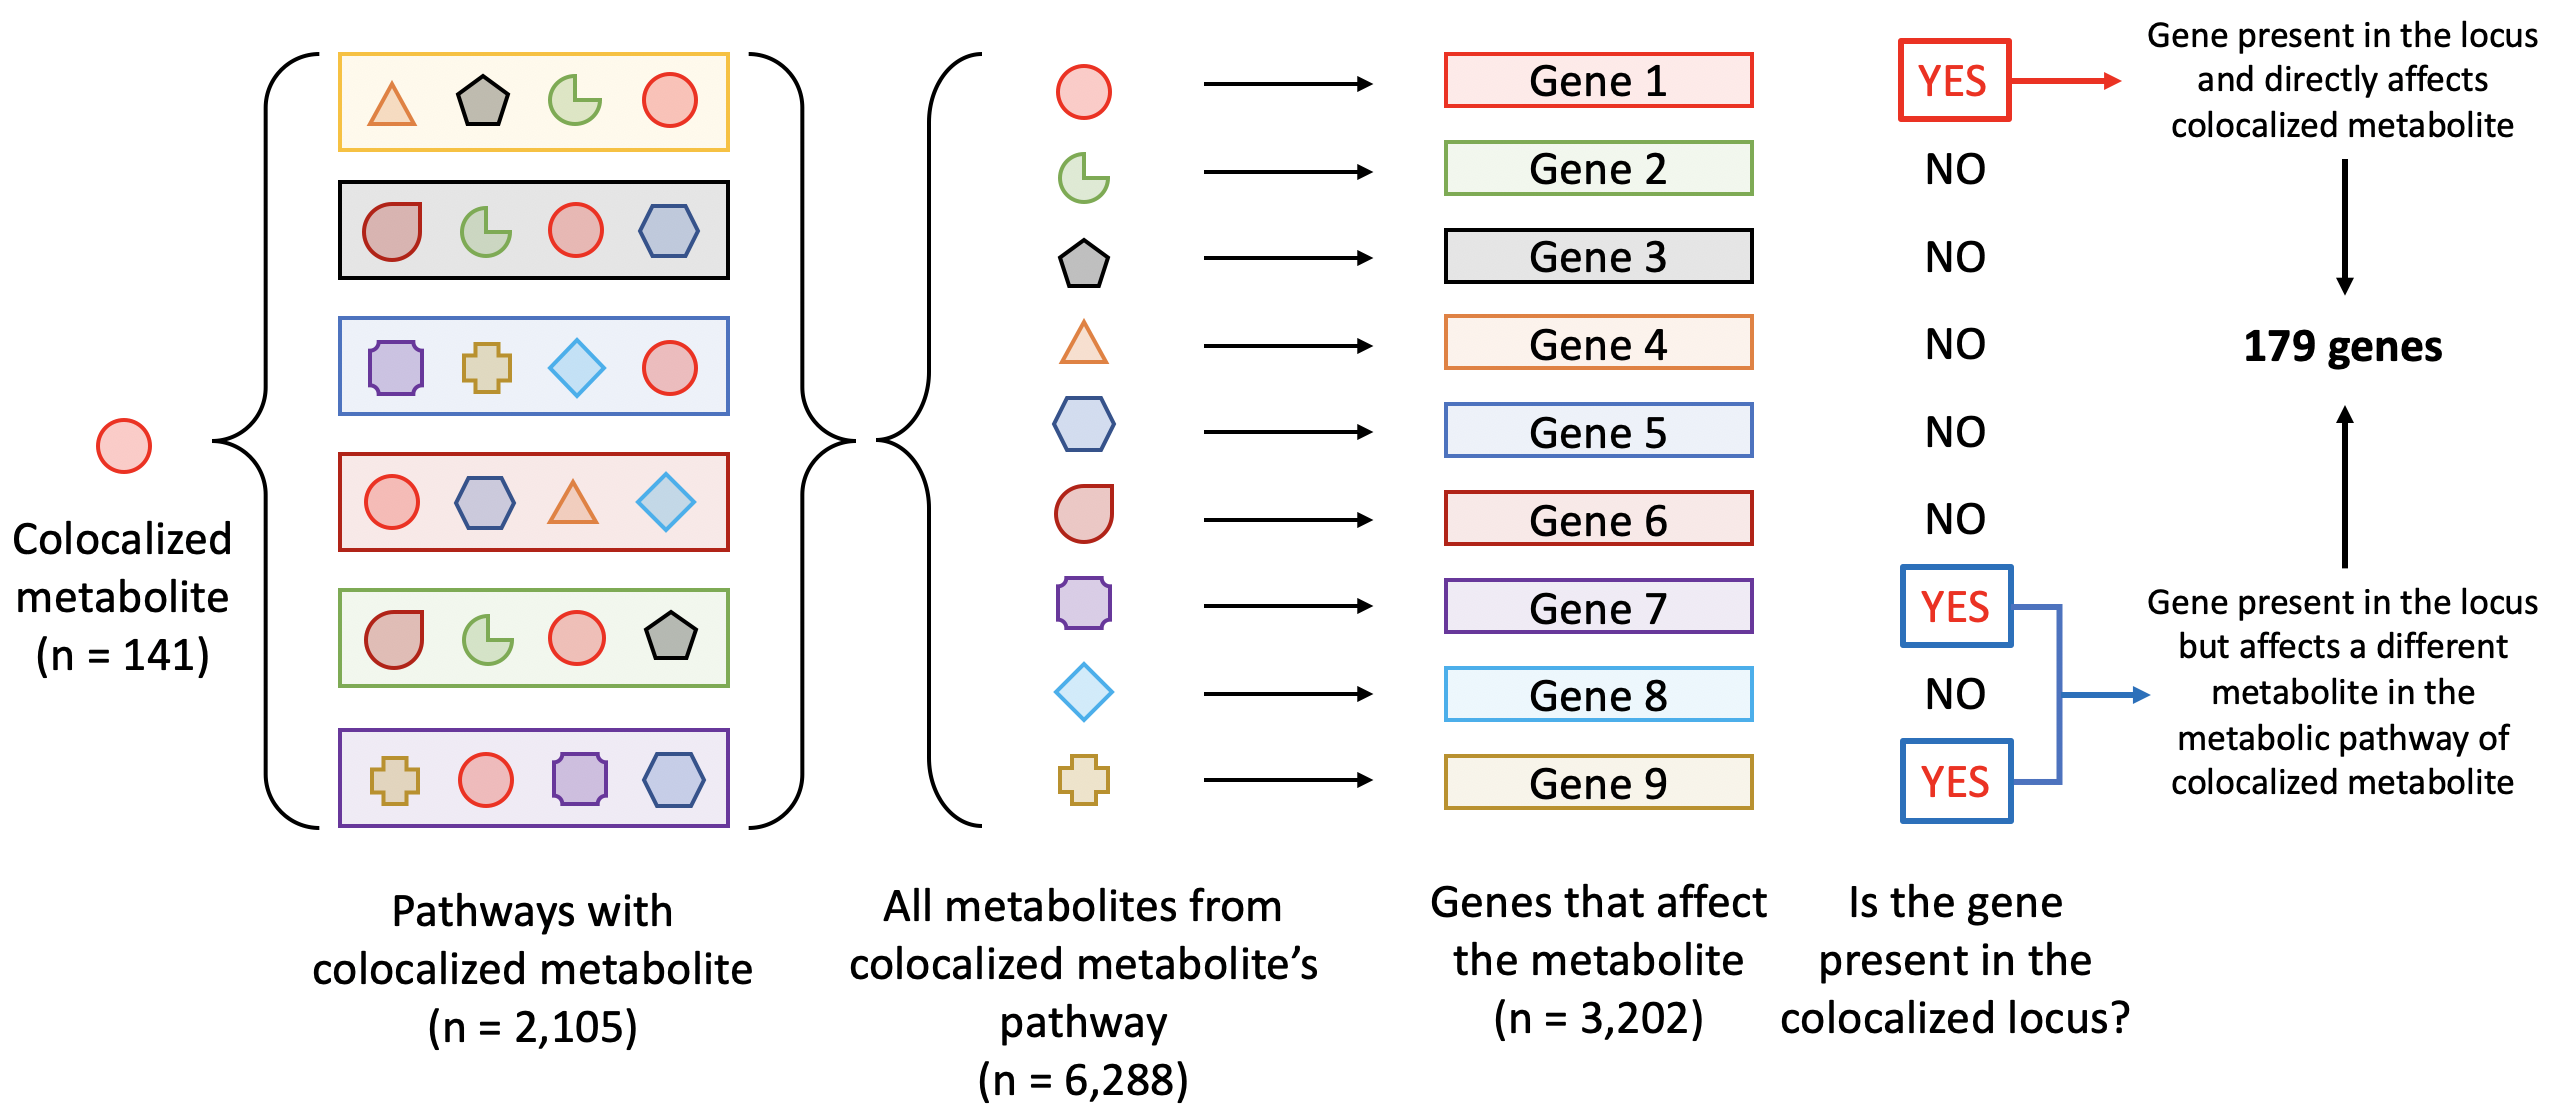 Colocalized
metabolite
(n = 141)
Pathways with
colocalized metabolite
(n = 2,105)
All metabolites from
colocalized metabolite’s
pathway
(n = 6,288)
Gene 1
Gene 2
Gene 3
Gene 4
Gene 5
Gene 6
Gene 7
Gene 8
Gene 9
Genes that affect
the metabolite
(n = 3,202)
YES
NO
NO
NO
NO
NO
YES
NO
YES
Is the gene
present in the
colocalized locus?
Gene present in the locus
and directly affects
colocalized metabolite
179 genes
Gene present in the locus
but affects a different
metabolite in the
metabolic pathway of
colocalized metabolite